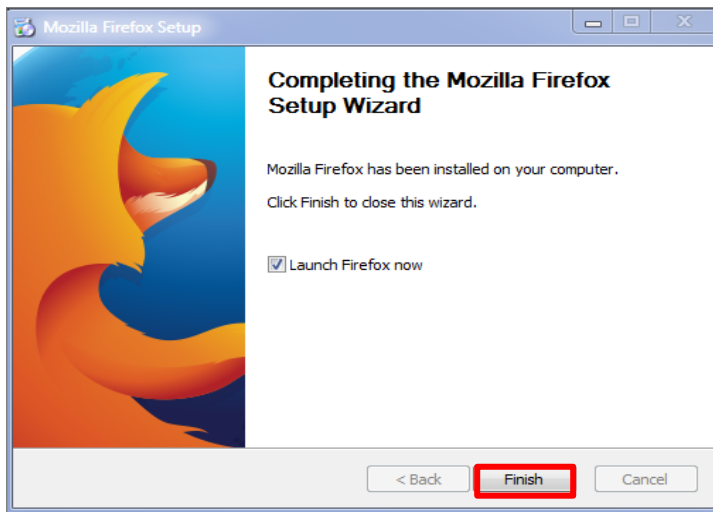 Mozilla Firefox Setup
Completing the Mozilla Firefox
Setup Wizard
Mozilla Firefox has been installed on your computer.
Click Finish to close this wizard.
Launch Firefox now
< Back Finish Cancel